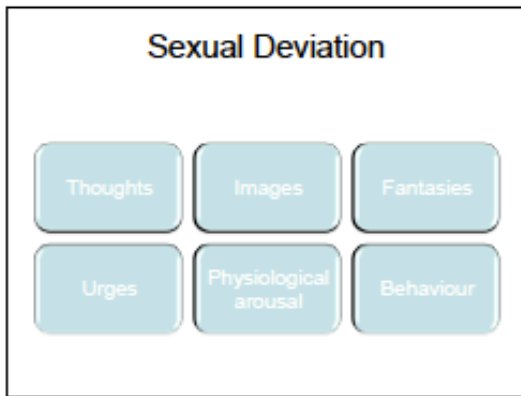 Sexual Deviation
Thoughts
Images
Fantasies
Urges
Physiological
arousal
Behaviour